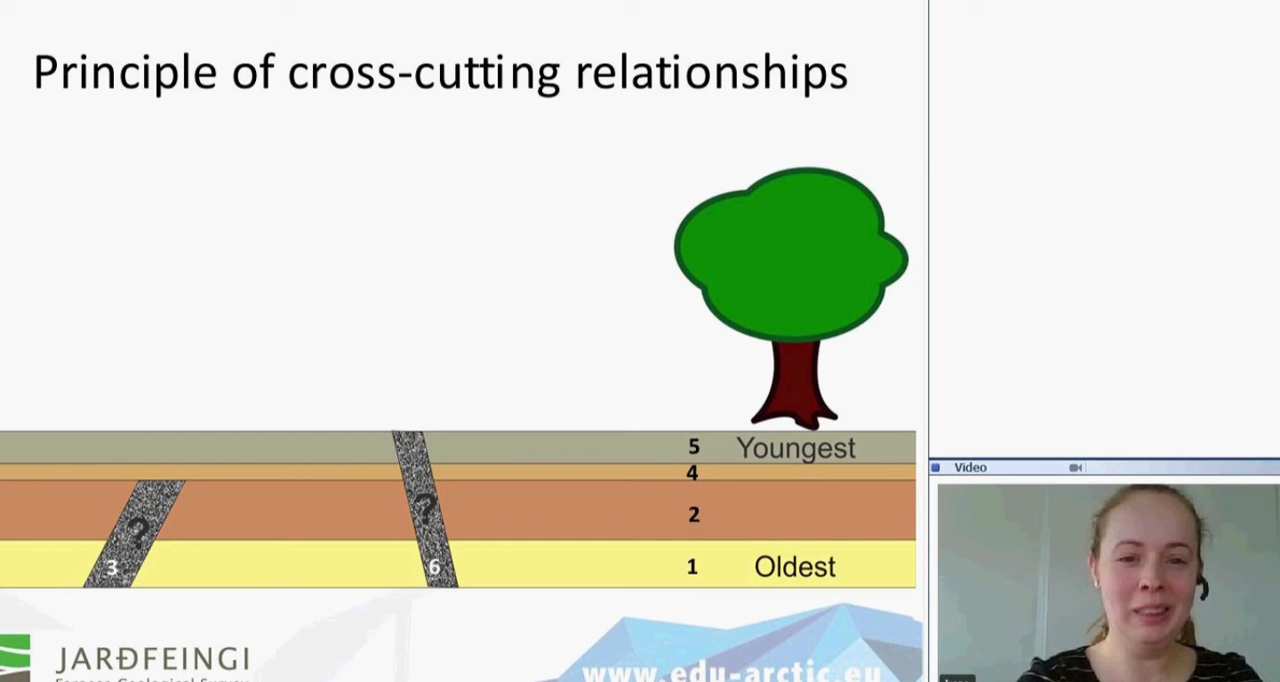 Principle of cross-cutting relationships
5 Youngest
4
?
?
2
3
6
1 Oldest
JARÐFEINGI
www.edu-arctic.eu
Video